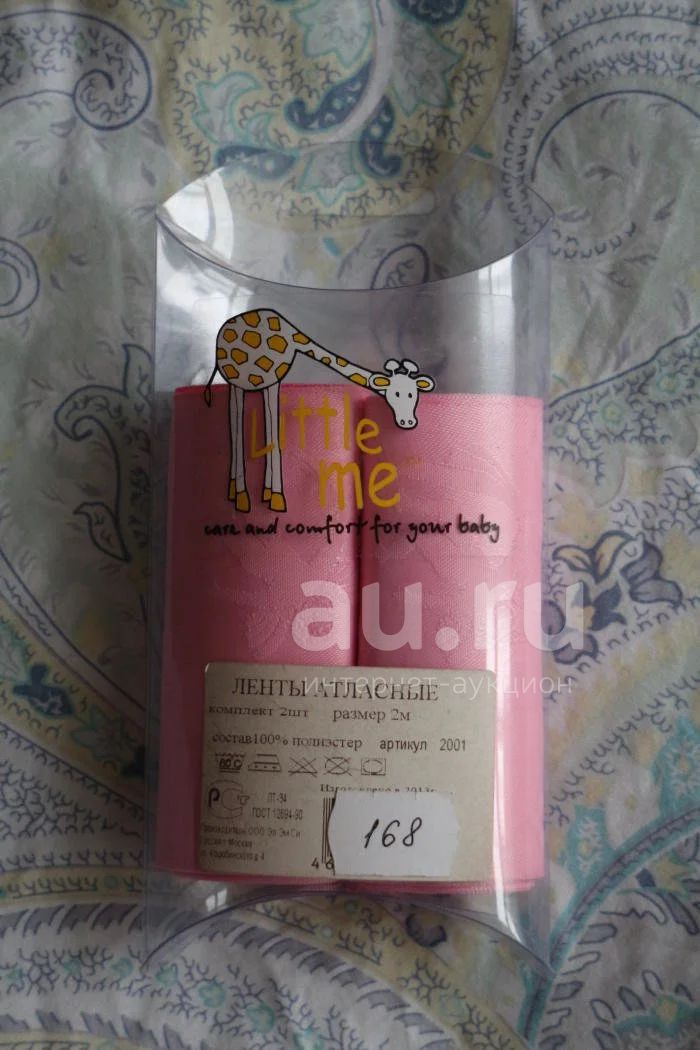 Little
me
care and comfort for your baby
au.ru
интернет-аукцион
ЛЕНТЫ АТЛАСНЫЕ
комплект 2шт размер 2м
состав100% полиэстер артикул 2001
ГОСТ
168